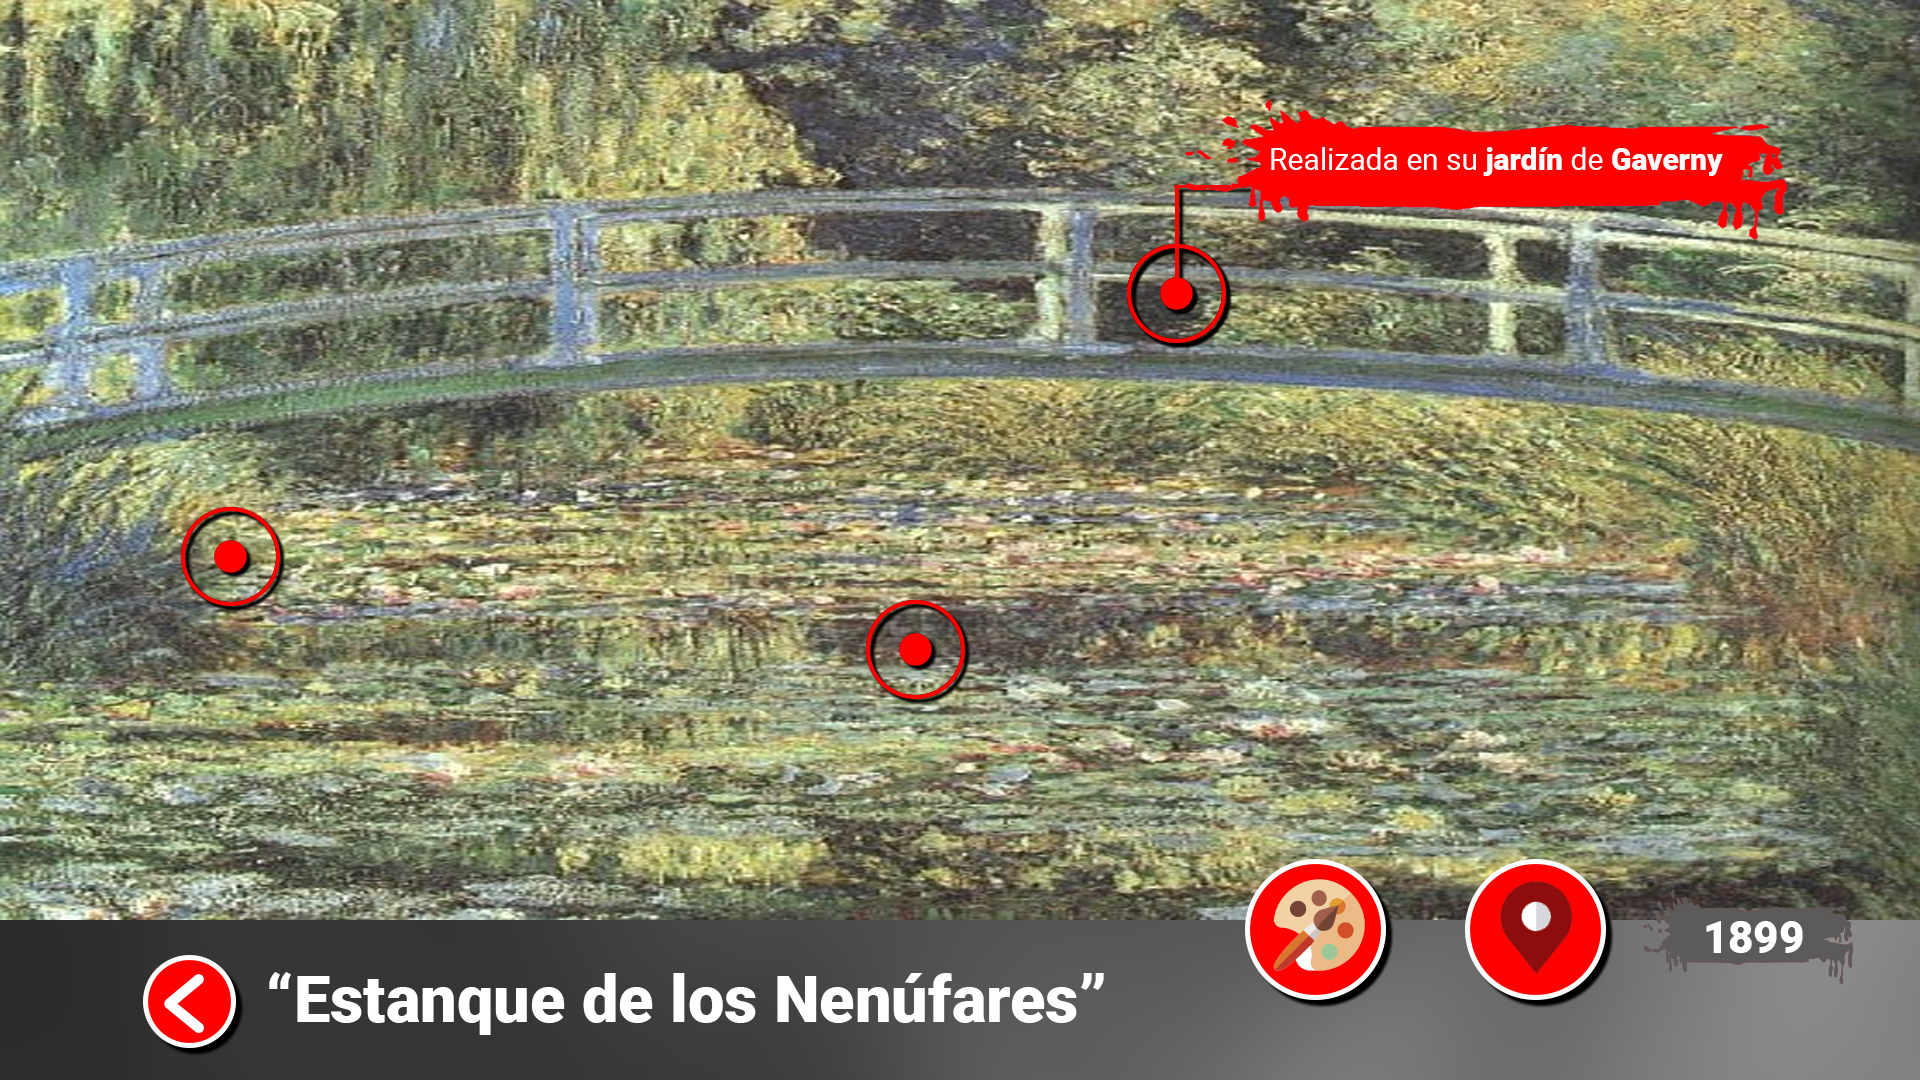 Realizada en su jardín de Gaverny
1899
“Estanque de los Nenúfares”